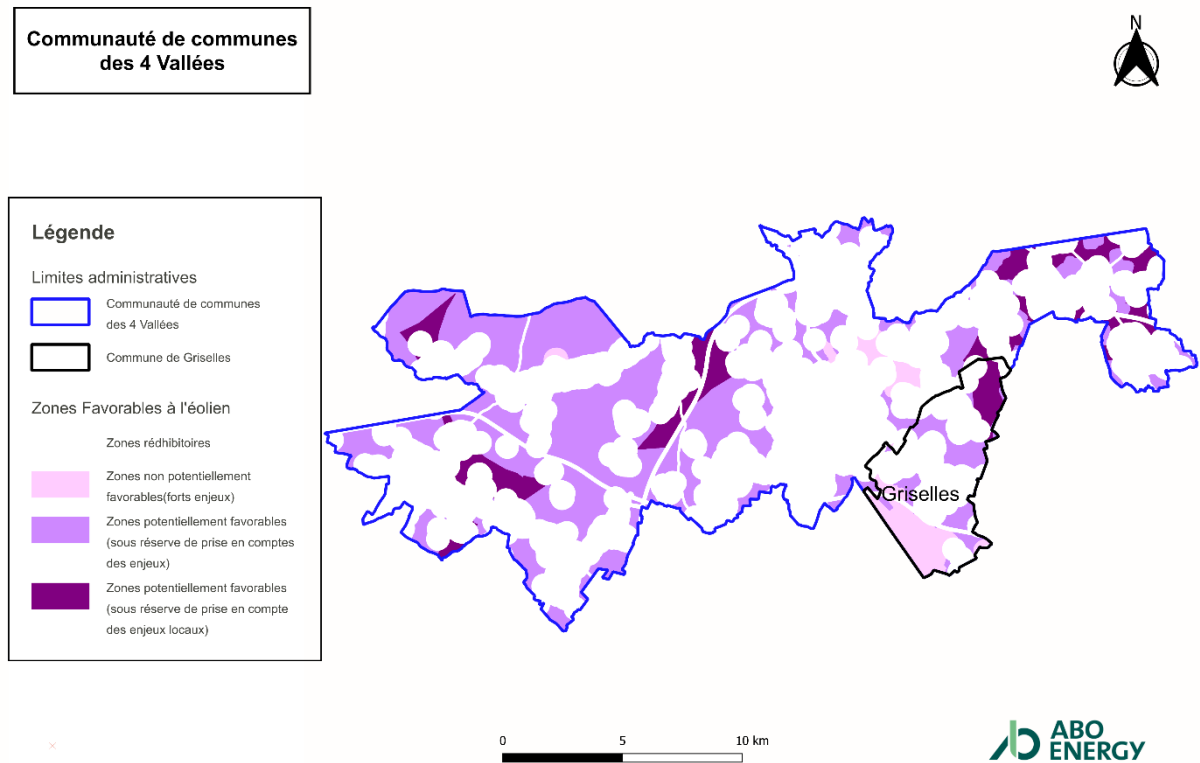 Communauté de communes
des 4 Vallées
N
Légende
Limites administratives
Communauté de communes
des 4 Vallées
Commune de Griselles
Zones Favorables à l'éolien
Zones rédhibitoires
Zones non potentiellement
favorables(forts enjeux)
Zones potentiellement favorables
(sous réserve de prise en comptes
des enjeux)
Zones potentiellement favorables
(sous réserve de prise en compte
des enjeux locaux)
Griselles
0 5 10 km
ABO
ENERGY